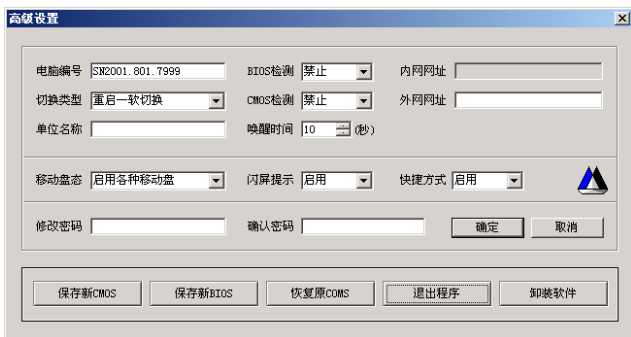 高级设置
电脑编号 SN2001.801.7999 BIOS检测 禁止 内网网址
切换类型 重启一软切换 CMOS检测 禁止 外网网址
单位名称 唤醒时间 10 (秒)
移动盘态 启用各种移动盘 闪屏提示 启用 快捷方式 启用
修改密码 确认密码 确定 取消
保存新CMOS 保存新BIOS 恢复原COMS 退出程序 卸装软件